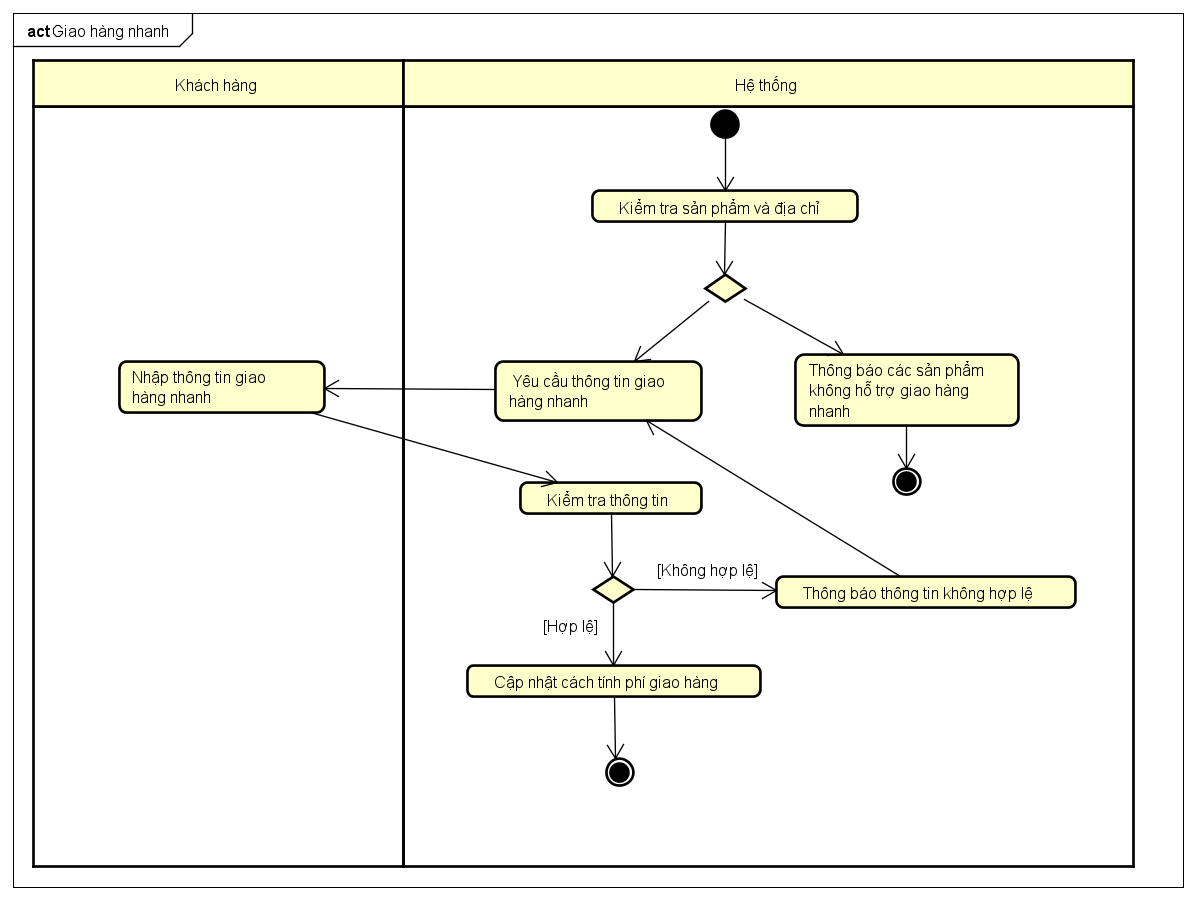 act Giao hàng nhanh
Khách hàng
Hệ thống
Kiểm tra sản phẩm và địa chỉ
Nhập thông tin giao
hàng nhanh
Yêu cầu thông tin giao
hàng nhanh
Thông báo các sản phẩm
không hỗ trợ giao hàng
nhanh
Kiểm tra thông tin
[Không hợp lệ]
Thông báo thông tin không hợp lệ
[Hợp lệ]
Cập nhật cách tính phí giao hàng